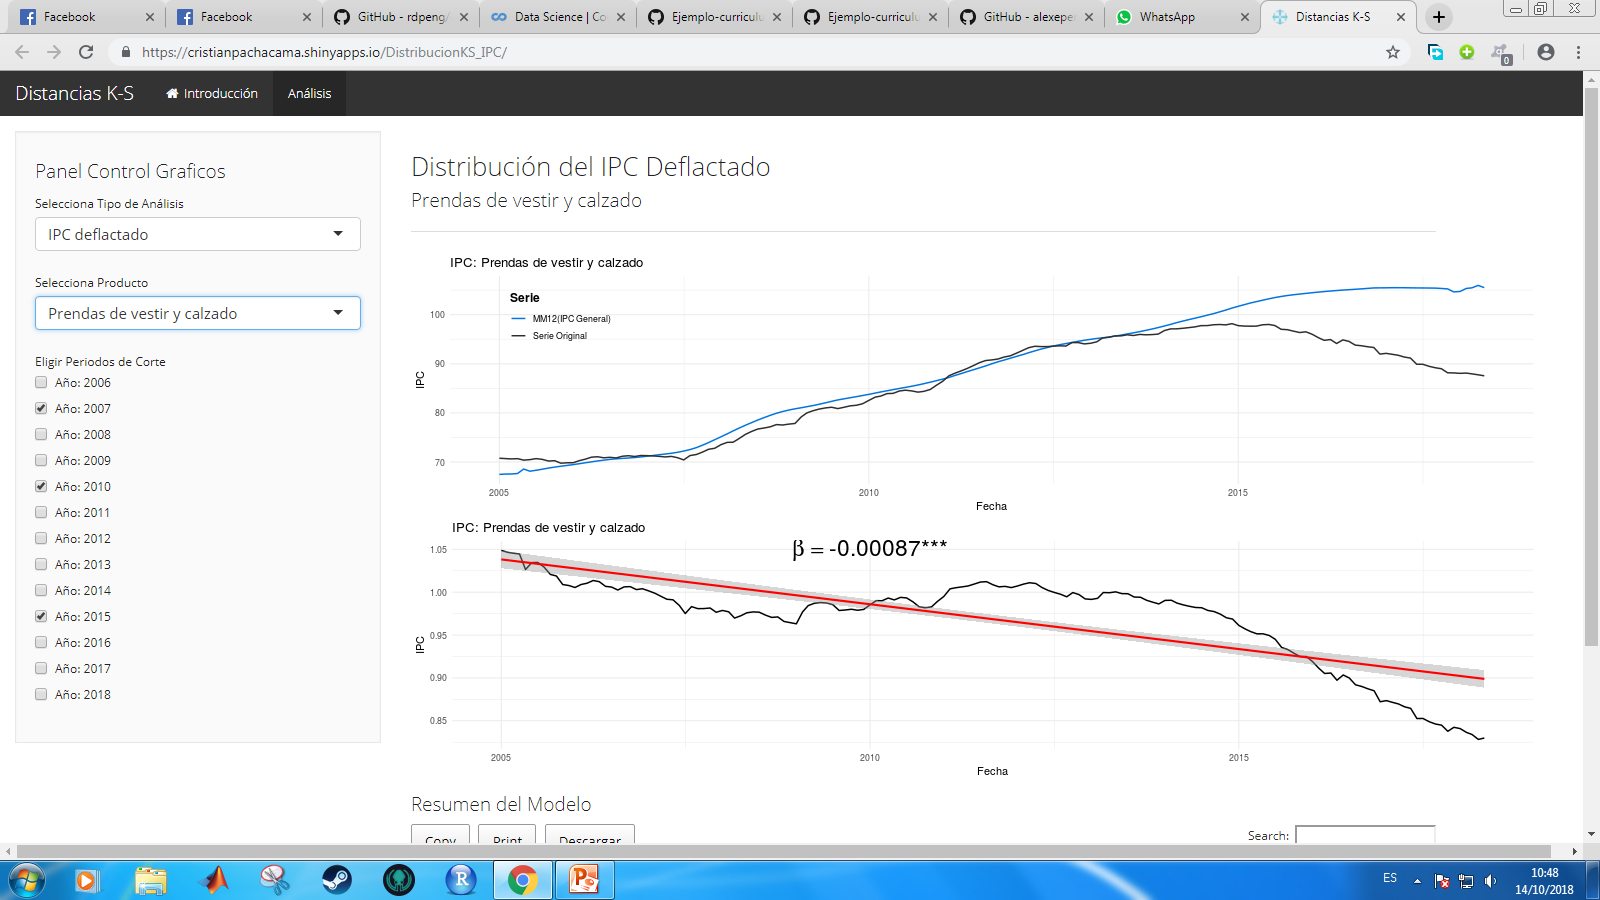 Facebook
Facebook
GitHub - rdpeng/
Data Science | Co
Ejemplo-curriculu
Ejemplo-curriculu
GitHub - alexepe
WhatsApp
Distancias K-S
https://cristianpachacama.shinyapps.io/DistribucionKS_IPC/
0
Distancias K-S
Introducción
Análisis
Panel Control Graficos
Selecciona Tipo de Análisis
IPC deflactado
Selecciona Producto
Prendas de vestir y calzado
Eligir Periodos de Corte
Año: 2006
Año: 2007
Año: 2008
Año: 2009
Año: 2010
Año: 2011
Año: 2012
Año: 2013
Año: 2014
Año: 2015
Año: 2016
Año: 2017
Año: 2018
Distribución del IPC Deflactado
Prendas de vestir y calzado
IPC: Prendas de vestir y calzado
Serie
MM12(IPC General)
Serie Original
100
90
80
70
IPC
2005
2010
2015
Fecha
IPC: Prendas de vestir y calzado
β = -0.00087***
1.05
1.00
0.95
0.90
0.85
IPC
2005
2010
2015
Fecha
Resumen del Modelo
Copy
Print
Descargar
Search:
ES
10:48
14/10/2018